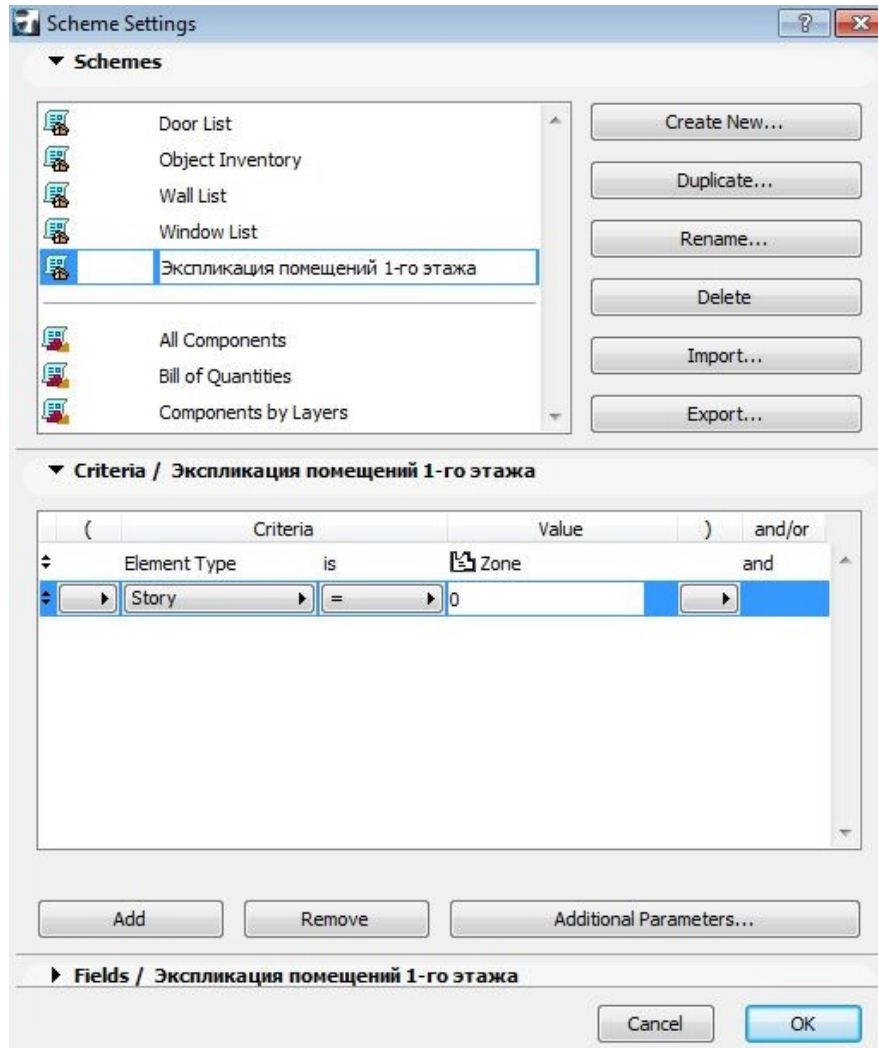 Scheme Settings
Schemes
Door List
Object Inventory
Wall List
Window List
Экспликация помещений 1-го этажа
All Components
Bill of Quantities
Components by Layers
Create New...
Duplicate...
Rename...
Delete
Import...
Export...
Criteria / Экспликация помещений 1-го этажа
( Criteria Value ) and/or
Element Type is Zone and
Story = 0
Add Remove Additional Parameters...
Fields / Экспликация помещений 1-го этажа
Cancel OK